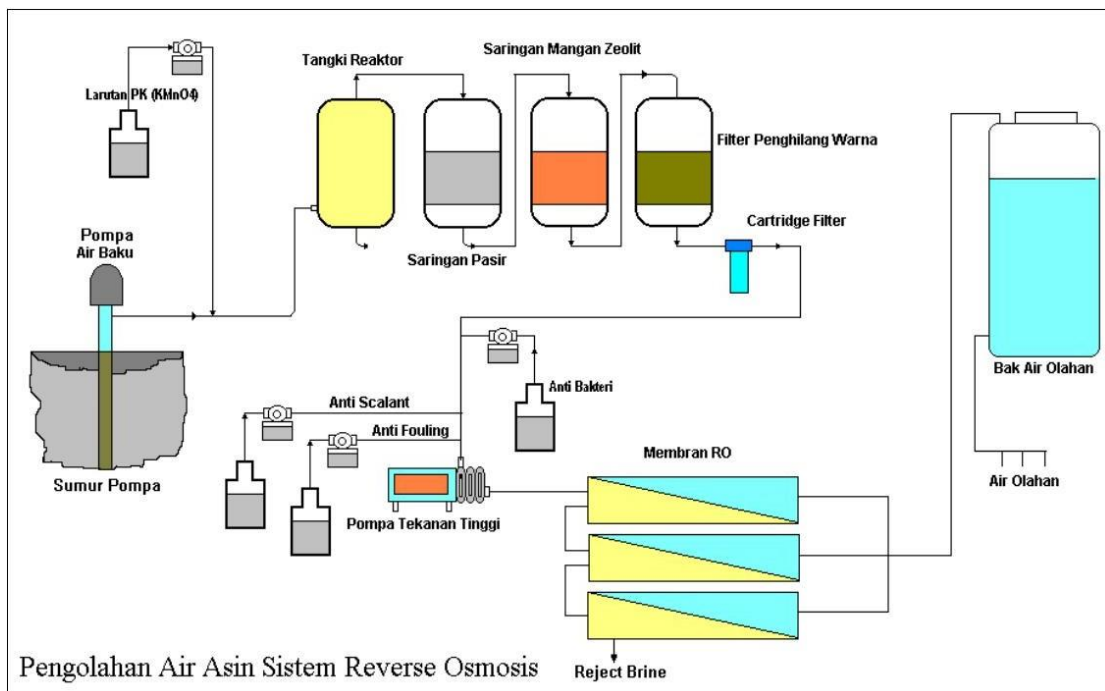 Tangki Reaktor
Saringan Mangan Zeolit
Larutan PK (KMnO4)
Filter Penghilang Warna
Cartridge Filter
Pompa
Air Baku
Saringan Pasir
Bak Air Olahan
Anti Bakteri
Anti Scalant
Anti Fouling
Membran RO
Air Olahan
Sumur Pompa
Pompa Tekanan Tinggi
Pengolahan Air Asin Sistem Reverse Osmosis
Reject Brine